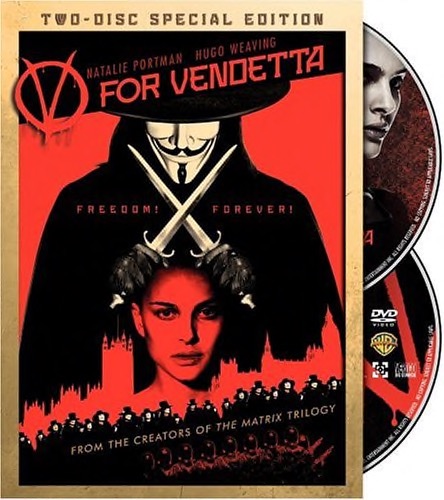 TWO-DISC SPECIAL EDITION
NATALIE PORTMAN HUGO WEAVING
V FOR VENDETTA
FREEDOM! FOREVER!
FROM THE CREATORS OF THE MATRIX TRILOGY
DVD
VIDEO
WB